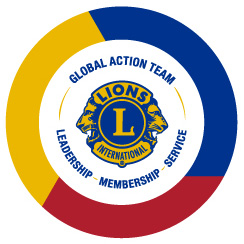 GLOBAL ACTION TEAM
LIONS
L
INTERNATIONAL
LEADERSHIP – MEMBERSHIP – SERVICE